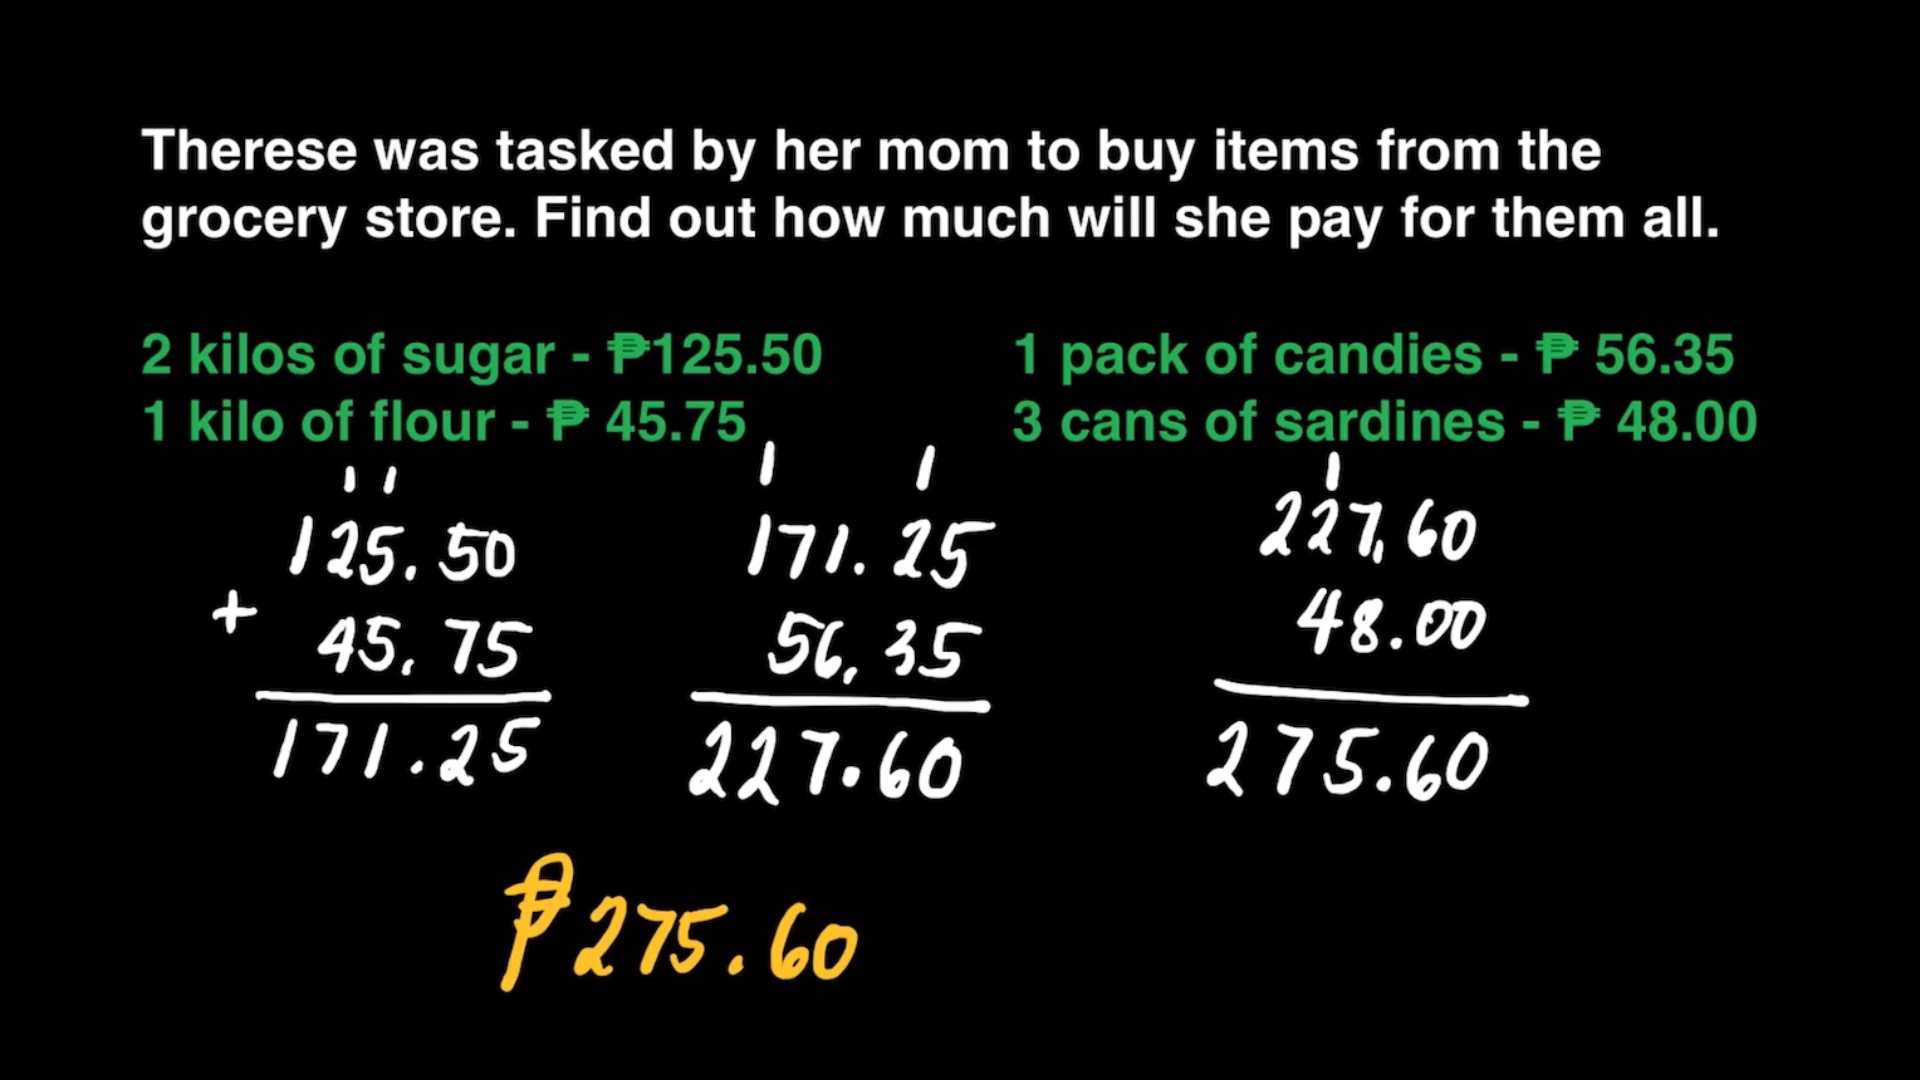 Therese was tasked by her mom to buy items from the
grocery store. Find out how much will she pay for them all.
2 kilos of sugar - ₱125.50
1 kilo of flour - ₱ 45.75
1 pack of candies - ₱ 56.35
3 cans of sardines - ₱ 48.00
1 1
125.50
+ 45.75
171.25
1 1
171.25
56.35
227.60
1
227.60
48.00
275.60
₱275.60